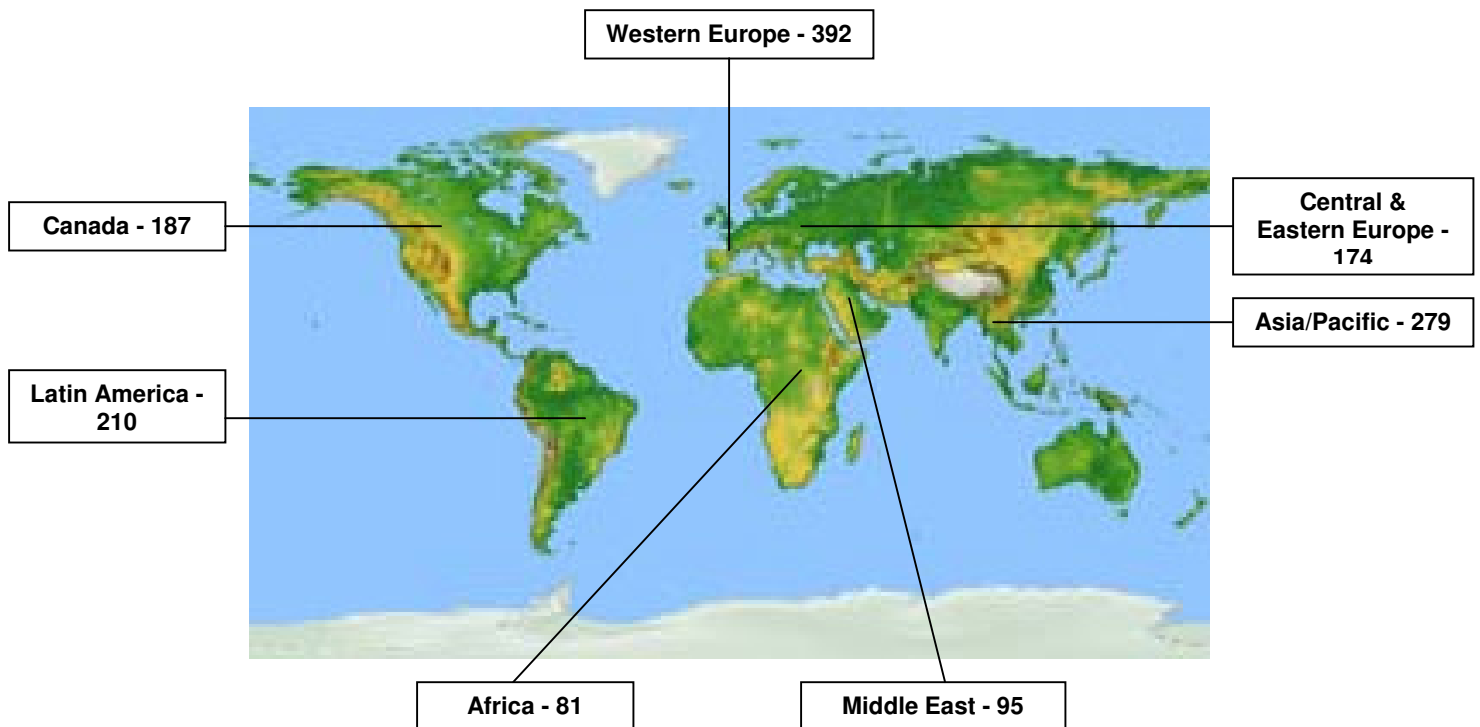 Western Europe - 392
Canada - 187
Central &
Eastern Europe -
174
Asia/Pacific - 279
Latin America -
210
Africa - 81
Middle East - 95